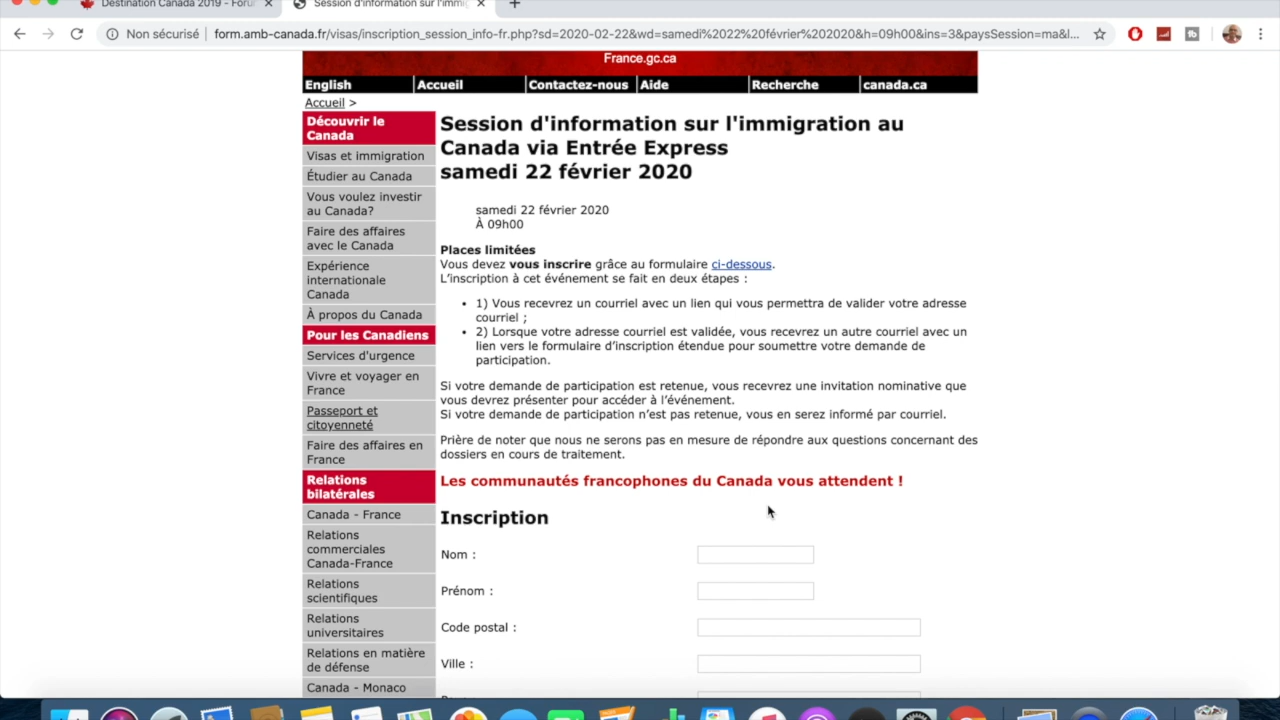 Destination Canada 2019 - Foru
Session d'information sur l'immig
Non sécurisé
form.amb-canada.fr/visas/inscription_session_info-fr.php?sd=2020-02-22&wd=samedi%2022%20février%202020&h=09h00&ins=3&paysSession=ma&l...
France.gc.ca
English
Accueil
Contactez-nous
Aide
Recherche
canada.ca
Accueil >
Découvrir le
Canada
Visas et immigration
Étudier au Canada
Vous voulez investir
au Canada?
Faire des affaires
avec le Canada
Expérience
internationale
Canada
À propos du Canada
Pour les Canadiens
Services d'urgence
Vivre et voyager en
France
Passeport et
citoyenneté
Faire des affaires en
France
Relations
bilatérales
Canada - France
Relations
commerciales
Canada-France
Relations
scientifiques
Relations
universitaires
Relations en matière
de défense
Canada - Monaco
Session d'information sur l'immigration au
Canada via Entrée Express
samedi 22 février 2020
samedi 22 février 2020
À 09h00
Places limitées
Vous devez vous inscrire grâce au formulaire ci-dessous.
L'inscription à cet événement se fait en deux étapes :
• 1) Vous recevrez un courriel avec un lien qui vous permettra de valider votre adresse
courriel ;
• 2) Lorsque votre adresse courriel est validée, vous recevrez un autre courriel avec un
lien vers le formulaire d'inscription étendue pour soumettre votre demande de
participation.
Si votre demande de participation est retenue, vous recevrez une invitation nominative que
vous devrez présenter pour accéder à l'événement.
Si votre demande de participation n'est pas retenue, vous en serez informé par courriel.
Prière de noter que nous ne serons pas en mesure de répondre aux questions concernant des
dossiers en cours de traitement.
Les communautés francophones du Canada vous attendent !
Inscription
Nom :
Prénom :
Code postal :
Ville :